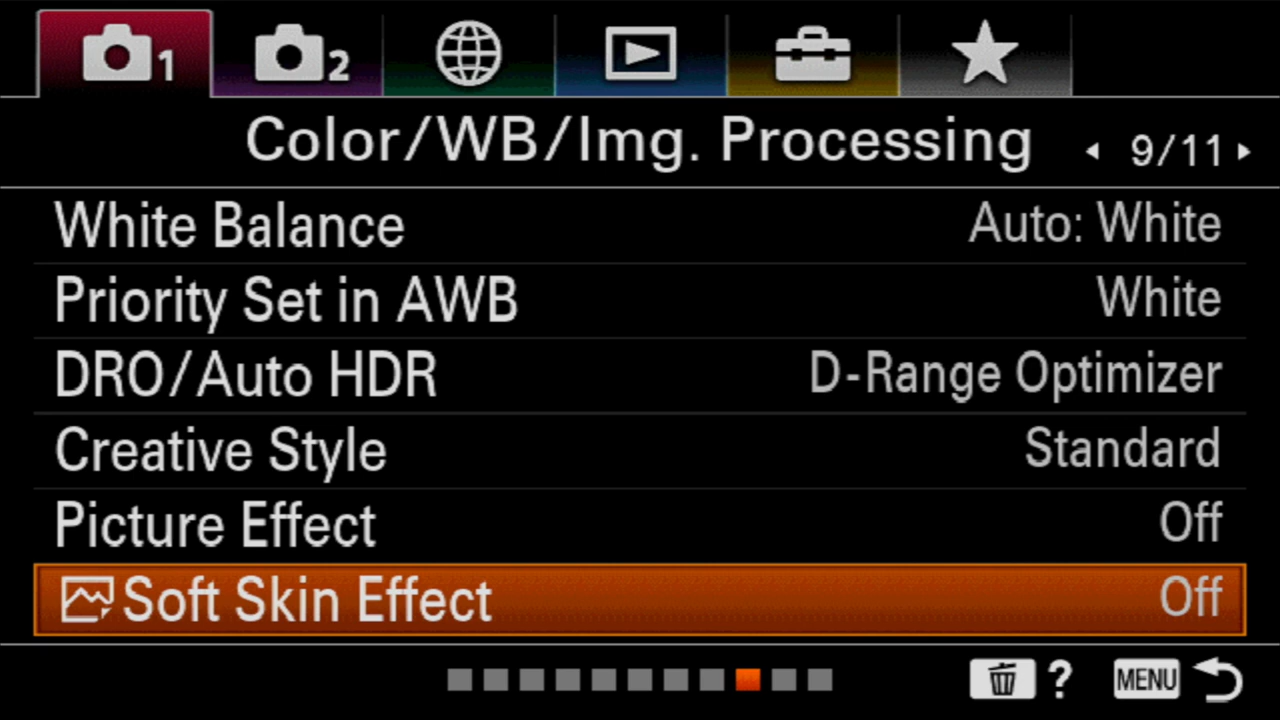 1 2
Color/WB/Img. Processing 9/11
White Balance Auto: White
Priority Set in AWB White
DRO/Auto HDR D-Range Optimizer
Creative Style Standard
Picture Effect Off
Soft Skin Effect Off
? MENU